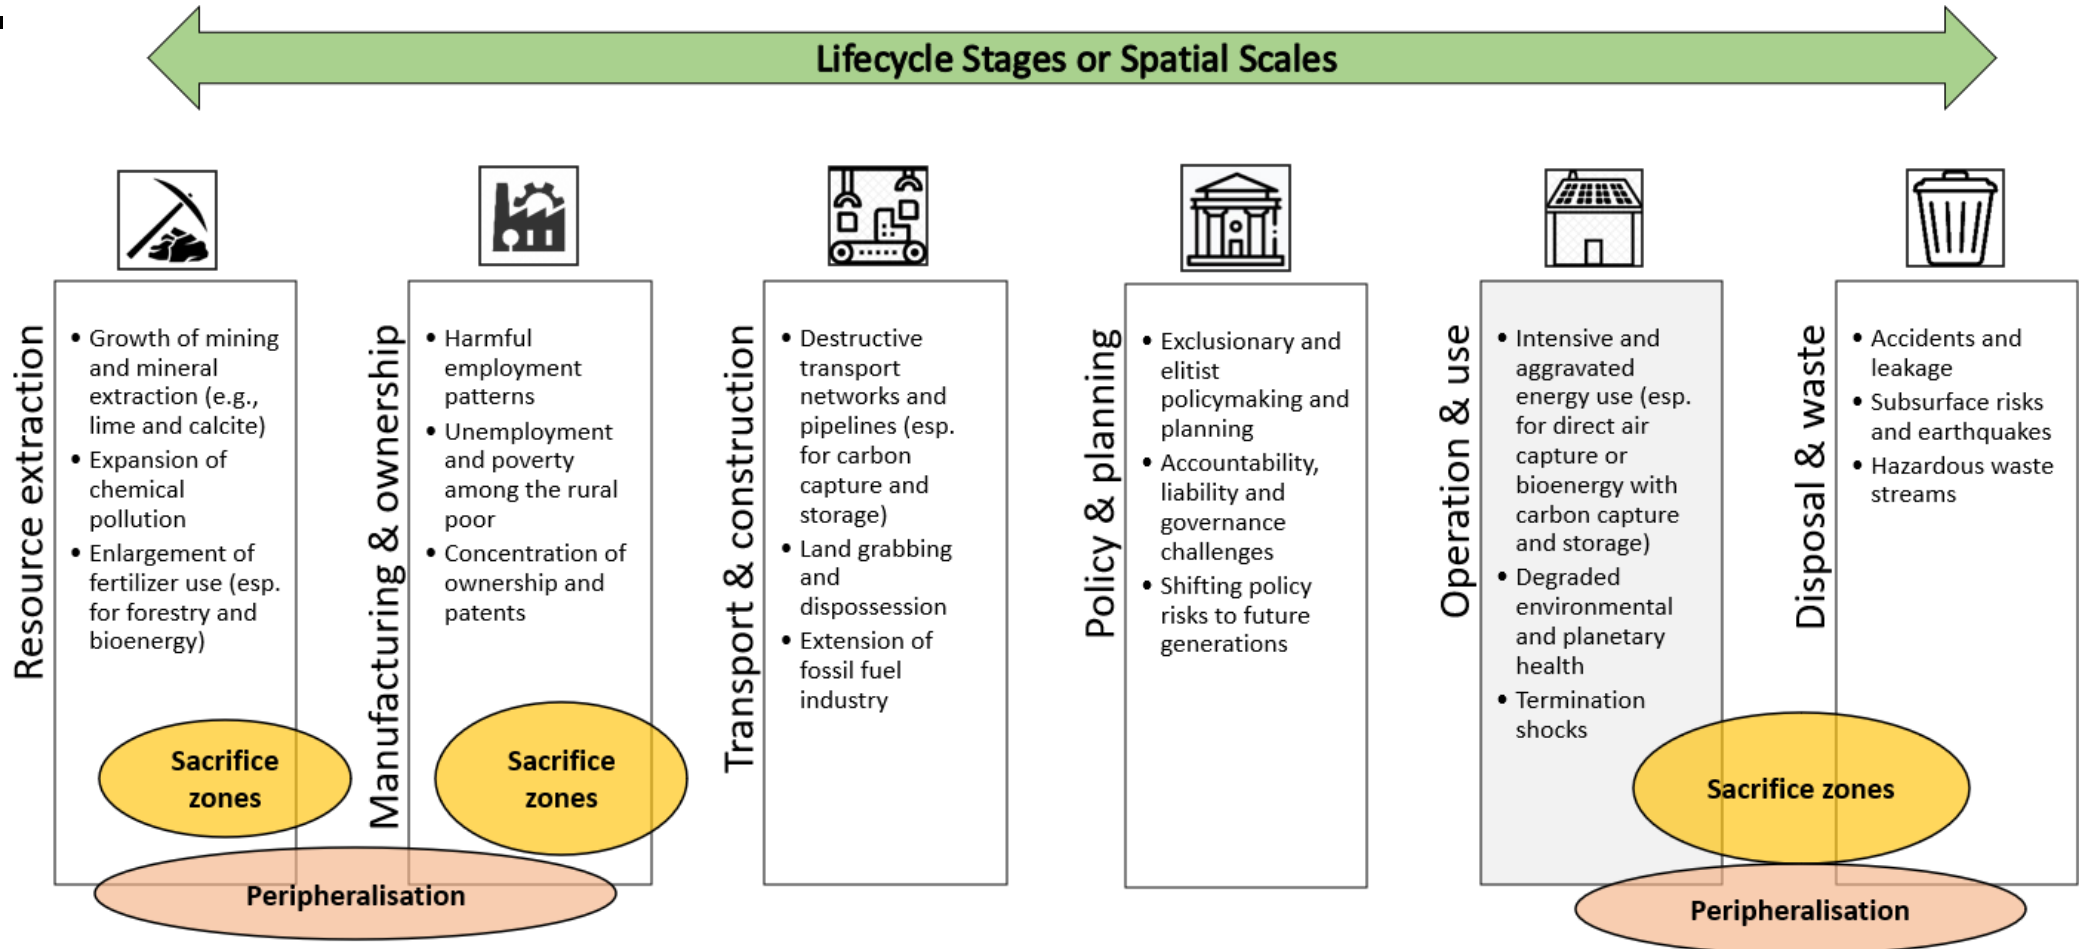 Lifecycle Stages or Spatial Scales
Resource extraction
• Growth of mining
and mineral
extraction (e.g.,
lime and calcite)
• Expansion of
chemical
pollution
• Enlargement of
fertilizer use (esp.
for forestry and
bioenergy)
Sacrifice
zones
Manufacturing & ownership
• Harmful
employment
patterns
• Unemployment
and poverty
among the rural
poor
• Concentration of
ownership and
patents
Sacrifice
zones
Peripheralisation
Transport & construction
• Destructive
transport
networks and
pipelines (esp.
for carbon
capture and
storage)
• Land grabbing
and
dispossession
• Extension of
fossil fuel
industry
Policy & planning
• Exclusionary and
elitist
policymaking and
planning
• Accountability,
liability and
governance
challenges
• Shifting policy
risks to future
generations
Operation & use
• Intensive and
aggravated
energy use (esp.
for direct air
capture or
bioenergy with
carbon capture
and storage)
• Degraded
environmental
and planetary
health
• Termination
shocks
Disposal & waste
• Accidents and
leakage
• Subsurface risks
and earthquakes
• Hazardous waste
streams
Sacrifice zones
Peripheralisation